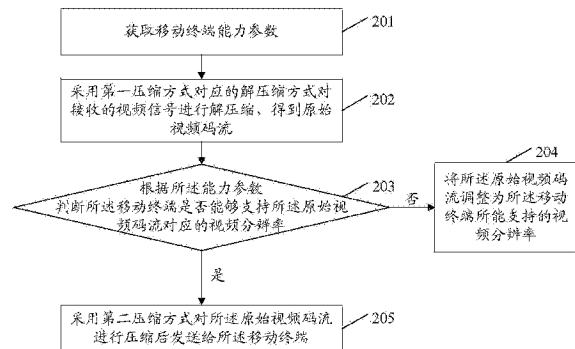 201
获取移动终端能力参数
采用第一压缩方式对应的解压缩方式对
接收的视频信号进行解压缩、得到原始
视频码流
202
根据所述能力参数
判断所述移动终端是否能够支持所述原始视
频码流对应的视频分辨率
203
否
204
将所述原始视频码
流调整为所述移动
终端所能支持的视
频分辨率
是
采用第二压缩方式对所述原始视频码流
进行压缩后发送给所述移动终端
205